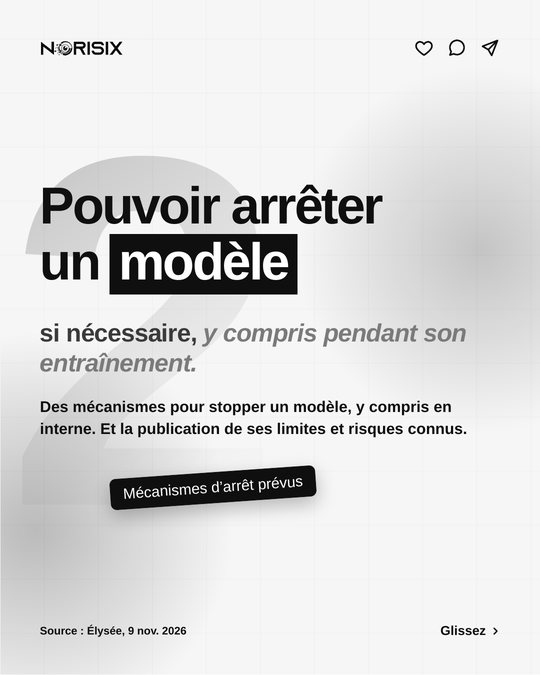 NORISIX
2
Pouvoir arrêter
un modèle
si nécessaire, y compris pendant son
entraînement.
Des mécanismes pour stopper un modèle, y compris en
interne. Et la publication de ses limites et risques connus.
Mécanismes d’arrêt prévus
Source : Élysée, 9 nov. 2026
Glissez ›